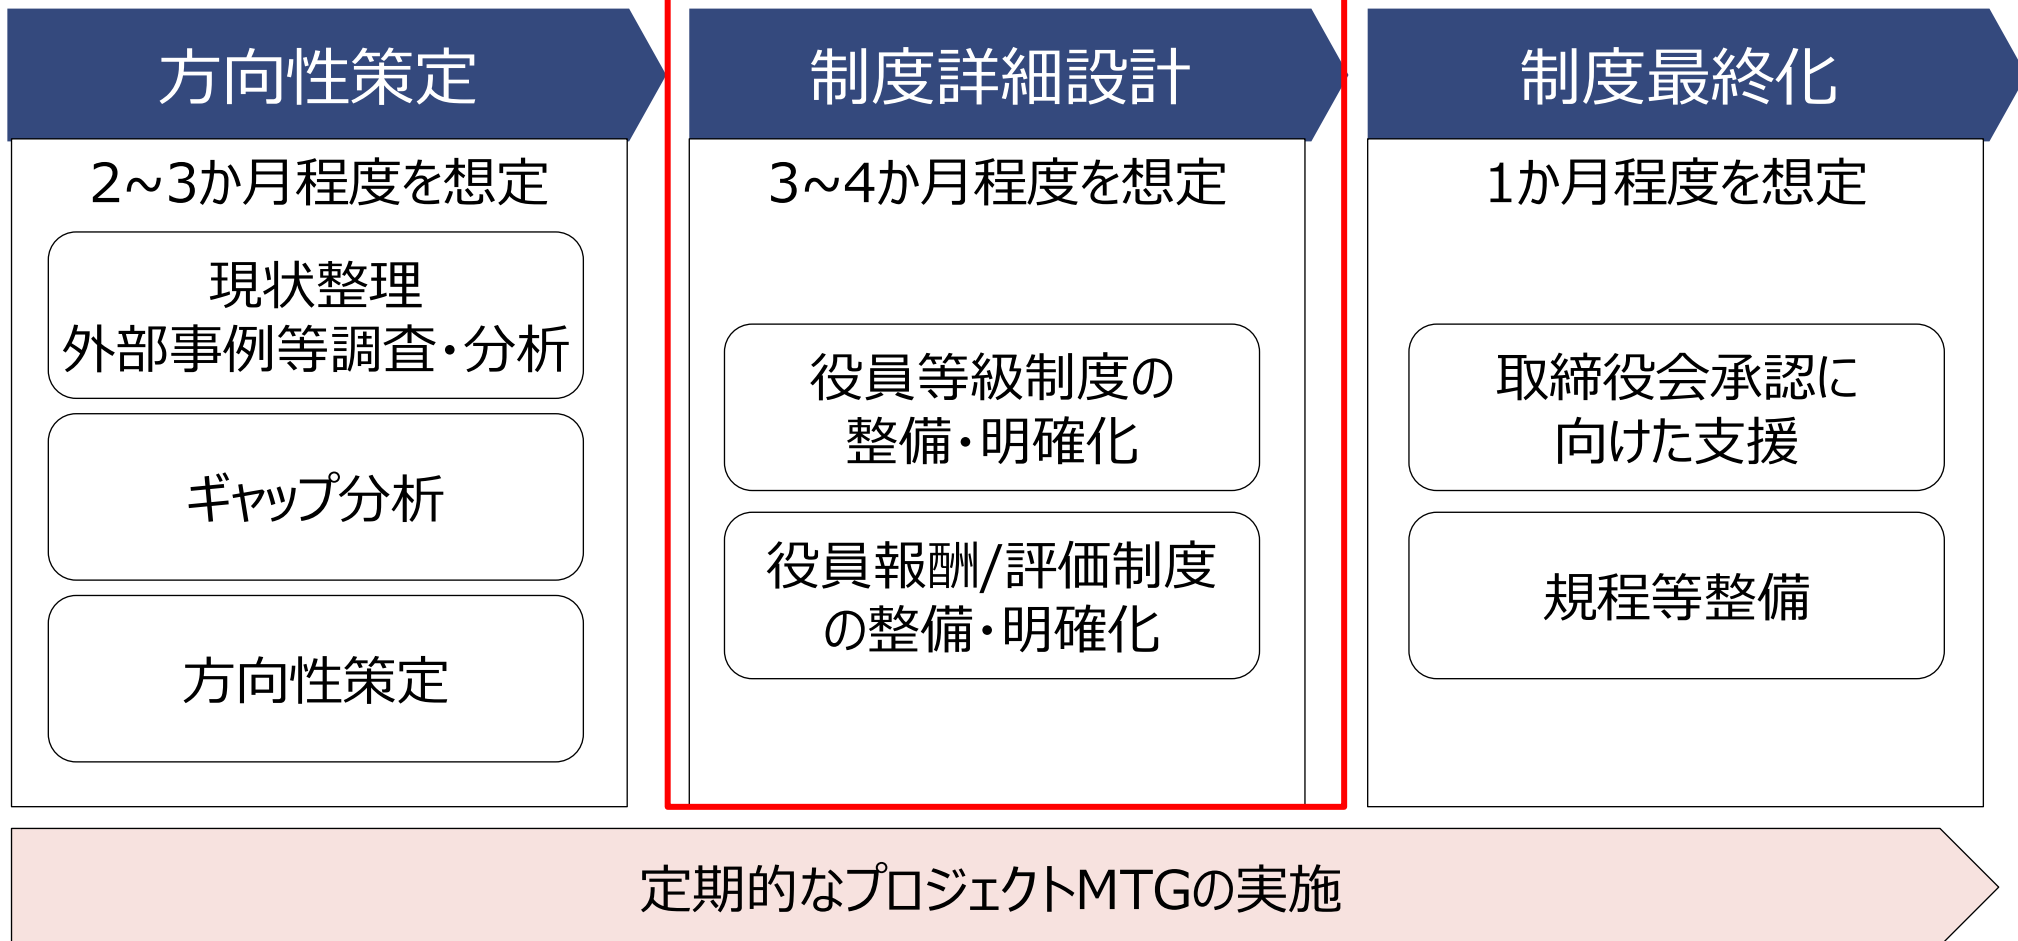 方向性策定
2~3か月程度を想定
現状整理
外部事例等調査・分析
ギャップ分析
方向性策定
制度詳細設計
3~4か月程度を想定
役員等級制度の
整備・明確化
役員報酬/評価制度
の整備・明確化
制度最終化
1か月程度を想定
取締役会承認に
向けた支援
規程等整備
定期的なプロジェクトMTGの実施